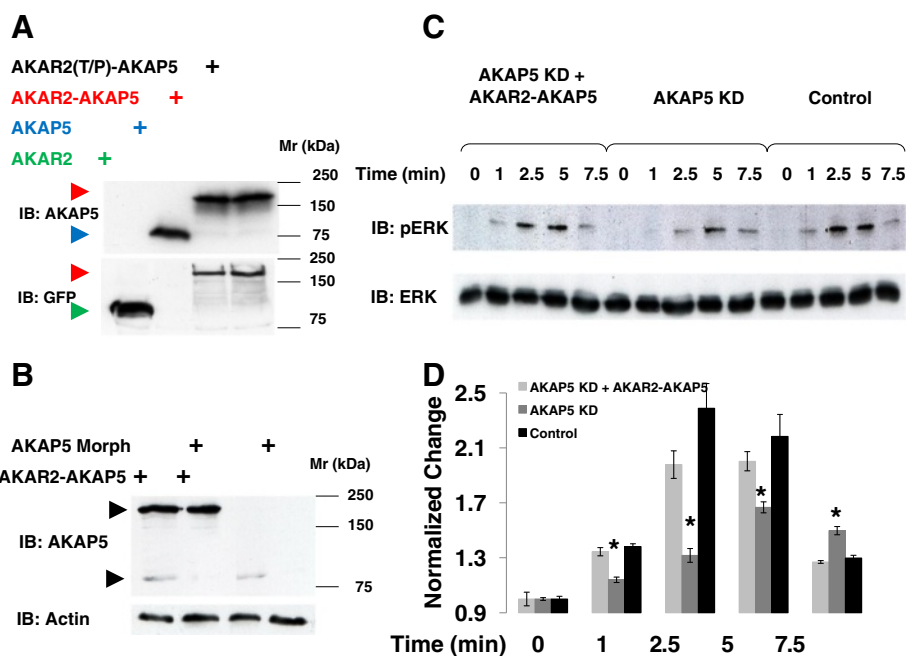 A
AKAR2(T/P)-AKAP5 +
AKAR2-AKAP5 +
AKAP5 +
AKAR2 +
Mr (kDa)
250
IB: AKAP5
150
75
250
150
IB: GFP
75
B
AKAP5 Morph + +
AKAR2-AKAP5 + +
Mr (kDa)
250
150
IB: AKAP5
75
IB: Actin
C
AKAP5 KD +
AKAR2-AKAP5
AKAP5 KD
Control
Time (min) 0 1 2.5 5 7.5 0 1 2.5 5 7.5 0 1 2.5 5 7.5
IB: pERK
IB: ERK
D
AKAP5 KD + AKAR2-AKAP5
AKAP5 KD
Control
Normalized Change
2.5
2.1
1.7
1.3
0.9
* * * *
Time (min) 0 1 2.5 5 7.5